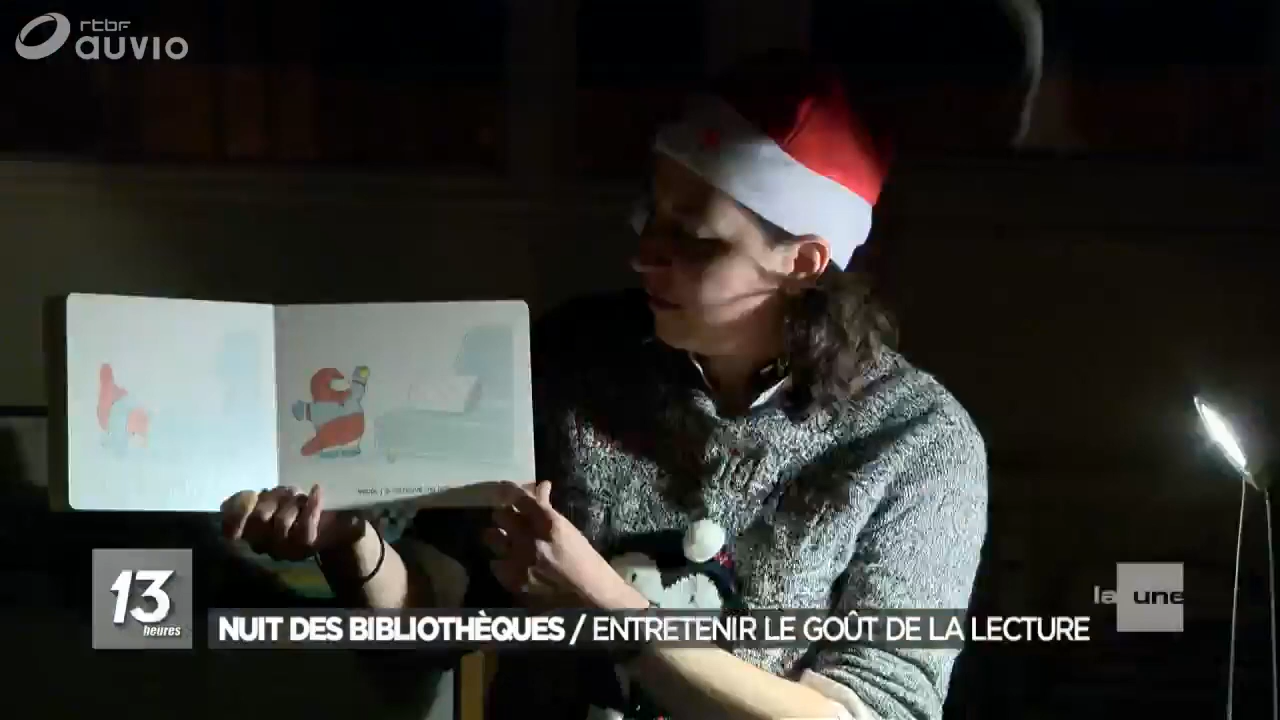 rtbf
auvio
13
heures
NUIT DES BIBLIOTHÈQUES / ENTRETENIR LE GOÛT DE LA LECTURE
la une